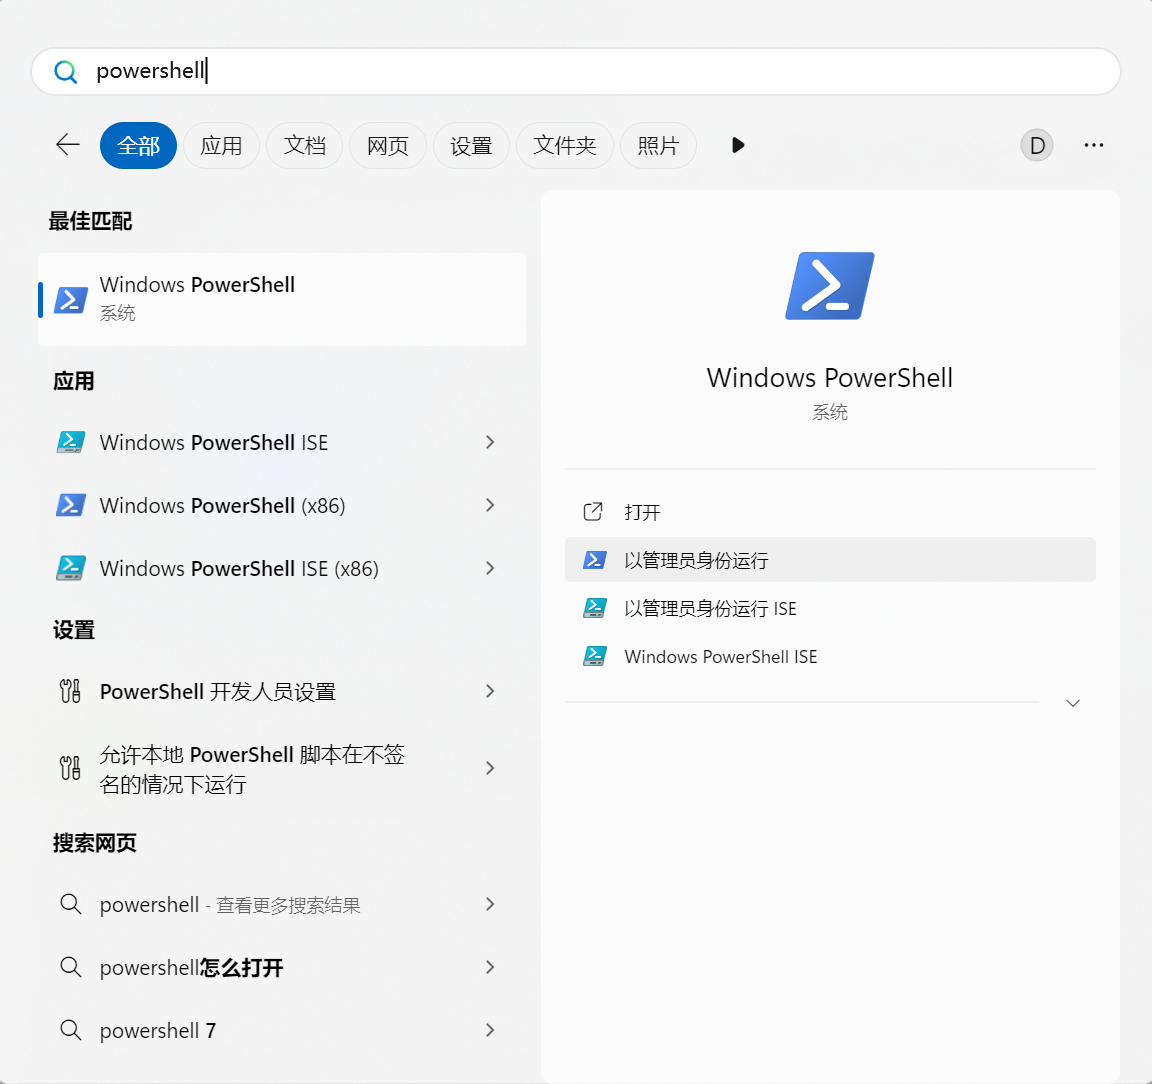 powershell
全部
应用
文档
网页
设置
文件夹
照片
D
最佳匹配
Windows PowerShell
系统
应用
Windows PowerShell ISE
Windows PowerShell (x86)
Windows PowerShell ISE (x86)
设置
PowerShell 开发人员设置
允许本地 PowerShell 脚本在不签
名的情况下运行
搜索网页
powershell - 查看更多搜索结果
powershell怎么打开
powershell 7
Windows PowerShell
系统
打开
以管理员身份运行
以管理员身份运行 ISE
Windows PowerShell ISE